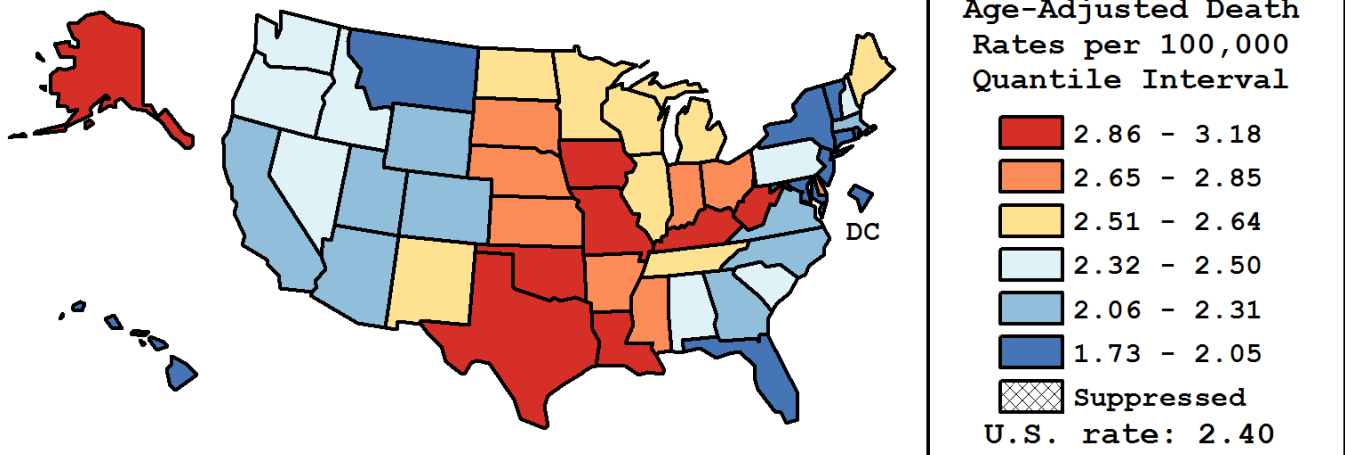 DC
Age-Adjusted Death
Rates per 100,000
Quantile Interval
2.86 - 3.18
2.65 - 2.85
2.51 - 2.64
2.32 - 2.50
2.06 - 2.31
1.73 - 2.05
Suppressed
U.S. rate: 2.40